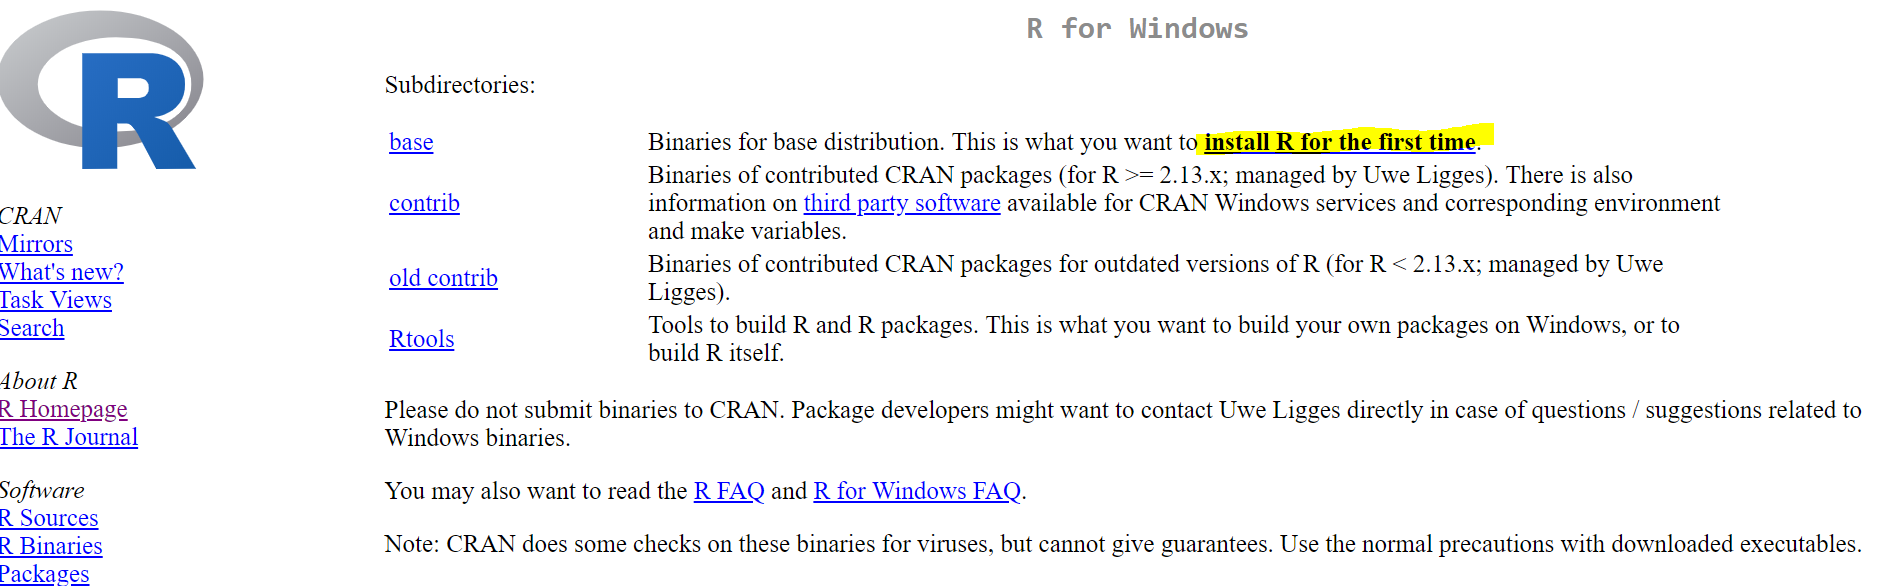 R
R for Windows
Subdirectories:
base
Binaries for base distribution. This is what you want to install R for the first time.
contrib
Binaries of contributed CRAN packages (for R >= 2.13.x; managed by Uwe Ligges). There is also
information on third party software available for CRAN Windows services and corresponding environment
and make variables.
old contrib
Binaries of contributed CRAN packages for outdated versions of R (for R < 2.13.x; managed by Uwe
Ligges).
Rtools
Tools to build R and R packages. This is what you want to build your own packages on Windows, or to
build R itself.
Please do not submit binaries to CRAN. Package developers might want to contact Uwe Ligges directly in case of questions / suggestions related to
Windows binaries.
You may also want to read the R FAQ and R for Windows FAQ.
Note: CRAN does some checks on these binaries for viruses, but cannot give guarantees. Use the normal precautions with downloaded executables.
CRAN
Mirrors
What's new?
Task Views
Search
About R
R Homepage
The R Journal
Software
R Sources
R Binaries
Packages